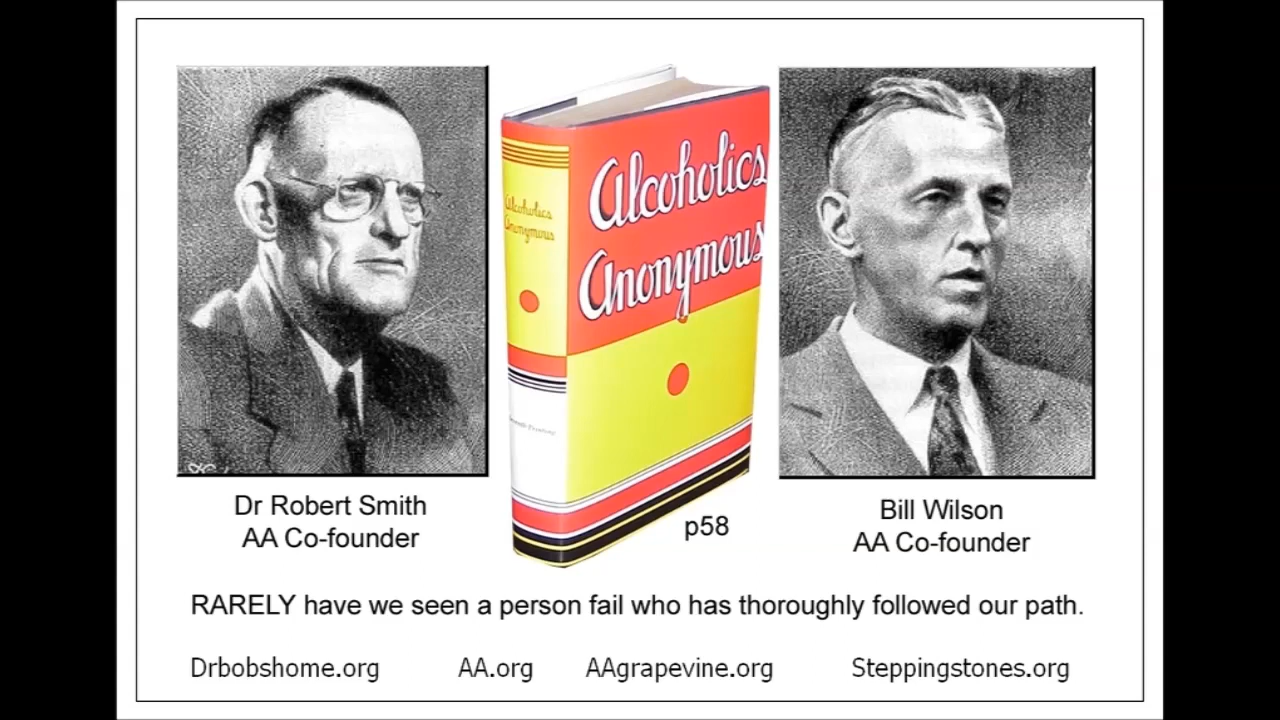 Alcoholics
Anonymous
Alcoholics
Anonymous
p58
Dr Robert Smith
AA Co-founder
Bill Wilson
AA Co-founder
RARELY have we seen a person fail who has thoroughly followed our path.
Drbobshome.org AA.org AAgrapevine.org Steppingstones.org